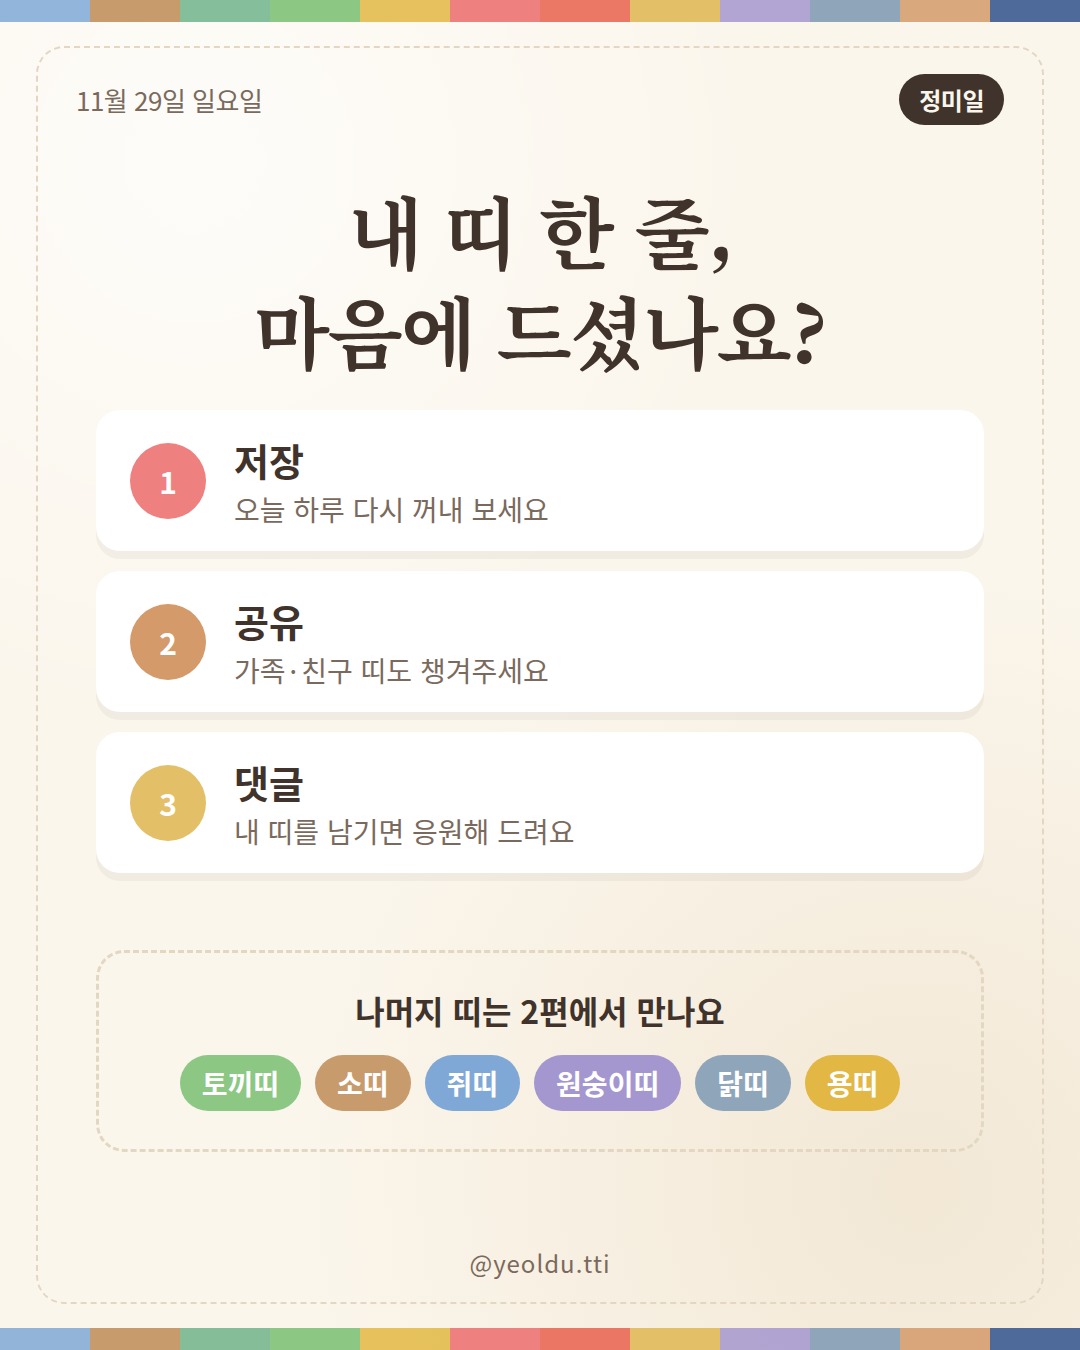 11월 29일 일요일
정미일
내 띠 한 줄,
마음에 드셨나요?
1
저장
오늘 하루 다시 꺼내 보세요
2
공유
가족·친구 띠도 챙겨주세요
3
댓글
내 띠를 남기면 응원해 드려요
나머지 띠는 2편에서 만나요
토끼띠 소띠 쥐띠 원숭이띠 닭띠 용띠
@yeoldu.tti